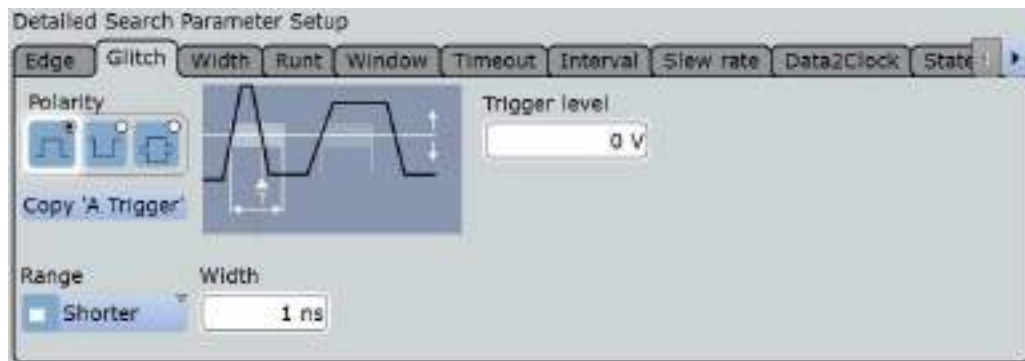 Detailed Search Parameter Setup
Edge Glitch Width Runt Window Timeout Interval Slew rate Data2Clock State
Polarity
Trigger level
0 V
Copy 'A Trigger'
Range Width
Shorter 1 ns